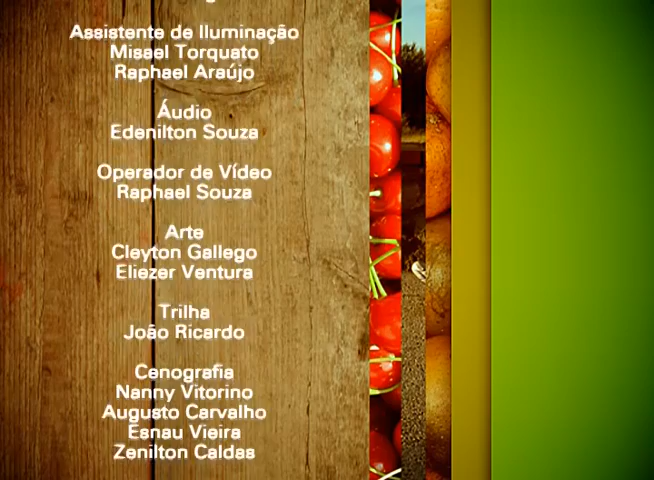 Assistente de Iluminação
Misael Torquato
Raphael Araújo
Áudio
Edenilton Souza
Operador de Vídeo
Raphael Souza
Arte
Cleyton Gallego
Eliezer Ventura
Trilha
João Ricardo
Cenografia
Nanny Vitorino
Augusto Carvalho
Esnau Vieira
Zenilton Caldas